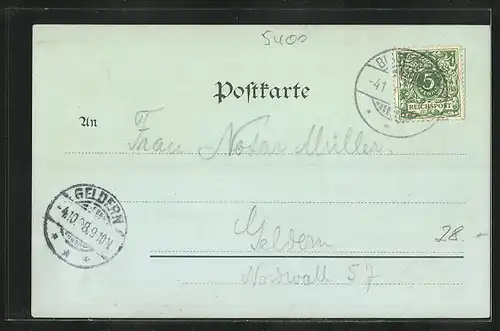 5400
Postkarte
5
REICHSPOST
An
Frau Notar Müller.
GELDERN
Geldern
28.-
Nordwall 57